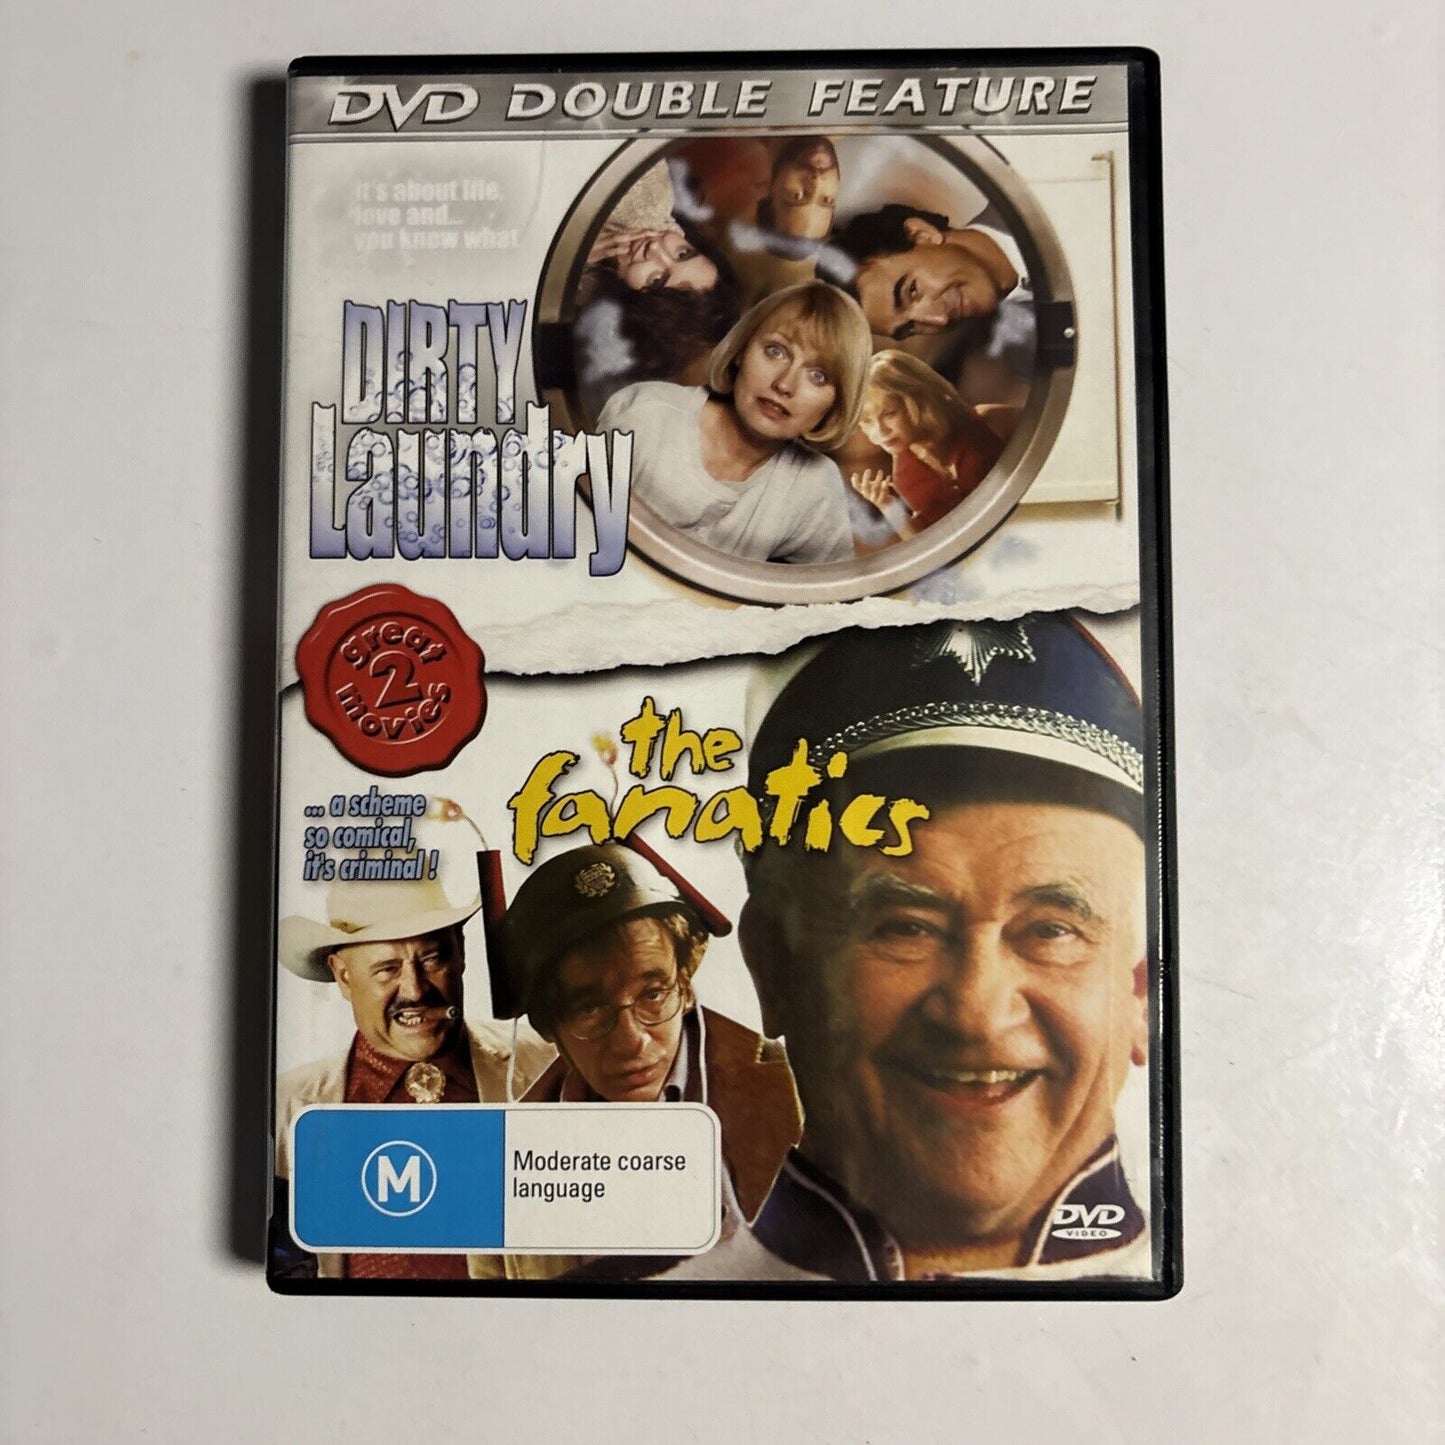 DVD DOUBLE FEATURE
It's about life,
love and...
you know what
DIRTY
Laundry
great
2
movies
the
fanatics
... a scheme
so comical,
it's criminal !
M
Moderate coarse
language
DVD
VIDEO